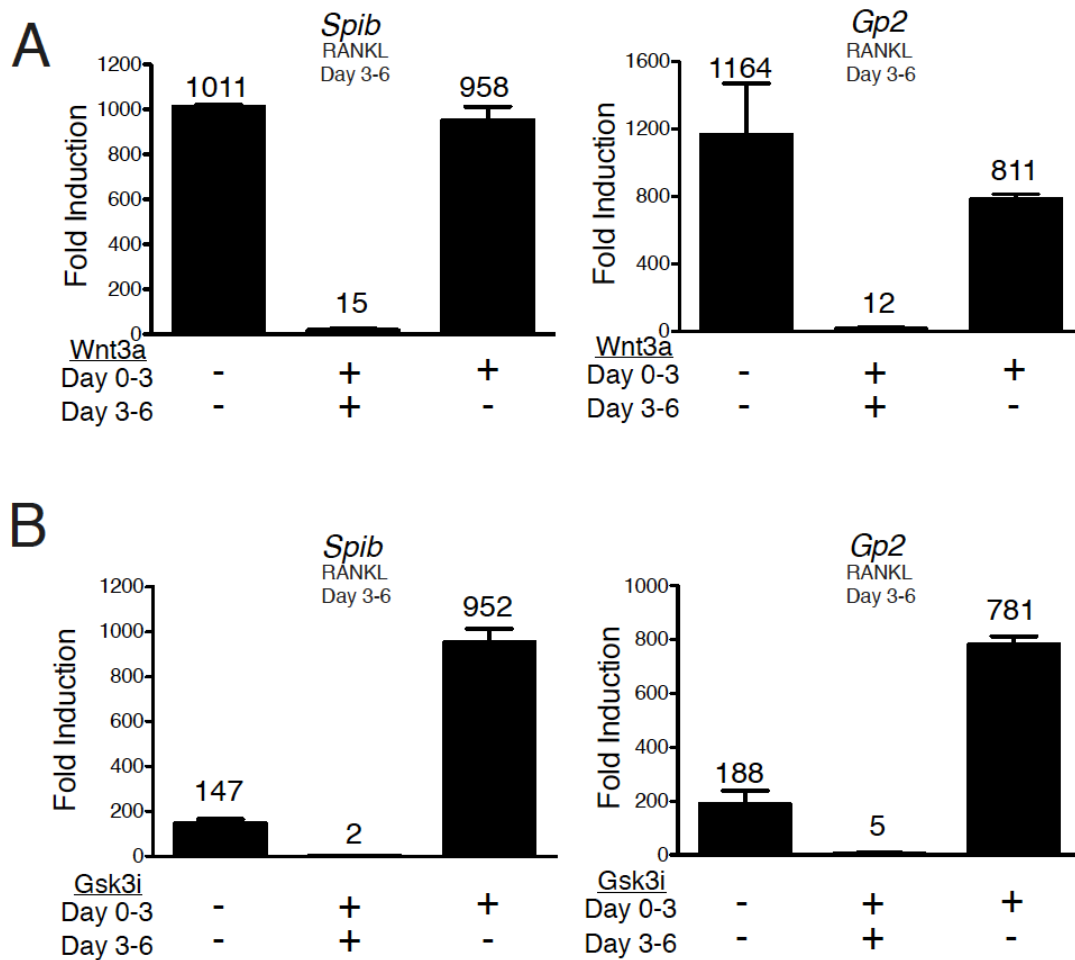 A
Spib
RANKL
Day 3-6
Fold Induction
1200
1000
800
600
400
200
0
1011
15
958
Wnt3a
Day 0-3 - + +
Day 3-6 - + -
Gp2
RANKL
Day 3-6
Fold Induction
1600
1200
800
400
0
1164
12
811
Wnt3a
Day 0-3 - + +
Day 3-6 - + -
B
Spib
RANKL
Day 3-6
Fold Induction
1200
1000
800
600
400
200
0
147
2
952
Gsk3i
Day 0-3 - + +
Day 3-6 - + -
Gp2
RANKL
Day 3-6
Fold Induction
1000
800
600
400
200
0
188
5
781
Gsk3i
Day 0-3 - + +
Day 3-6 - + -